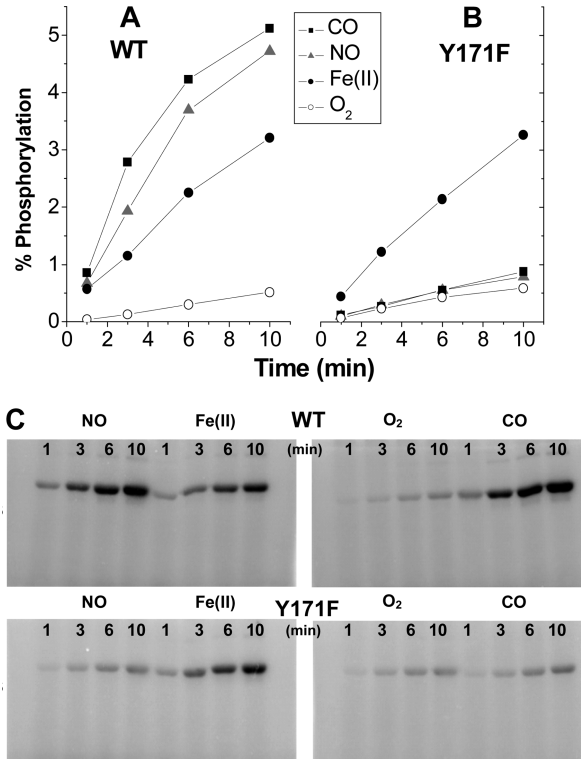 A
WT
CO
NO
Fe(II)
O2
B
Y171F
5
4
3
2
1
0
% Phosphorylation
0 2 4 6 8 10
0 2 4 6 8 10
Time (min)
C
NO Fe(II) WT O2 CO
1 3 6 10 1 3 6 10 (min) 1 3 6 10 1 3 6 10
NO Fe(II) Y171F O2 CO
1 3 6 10 1 3 6 10 (min) 1 3 6 10 1 3 6 10